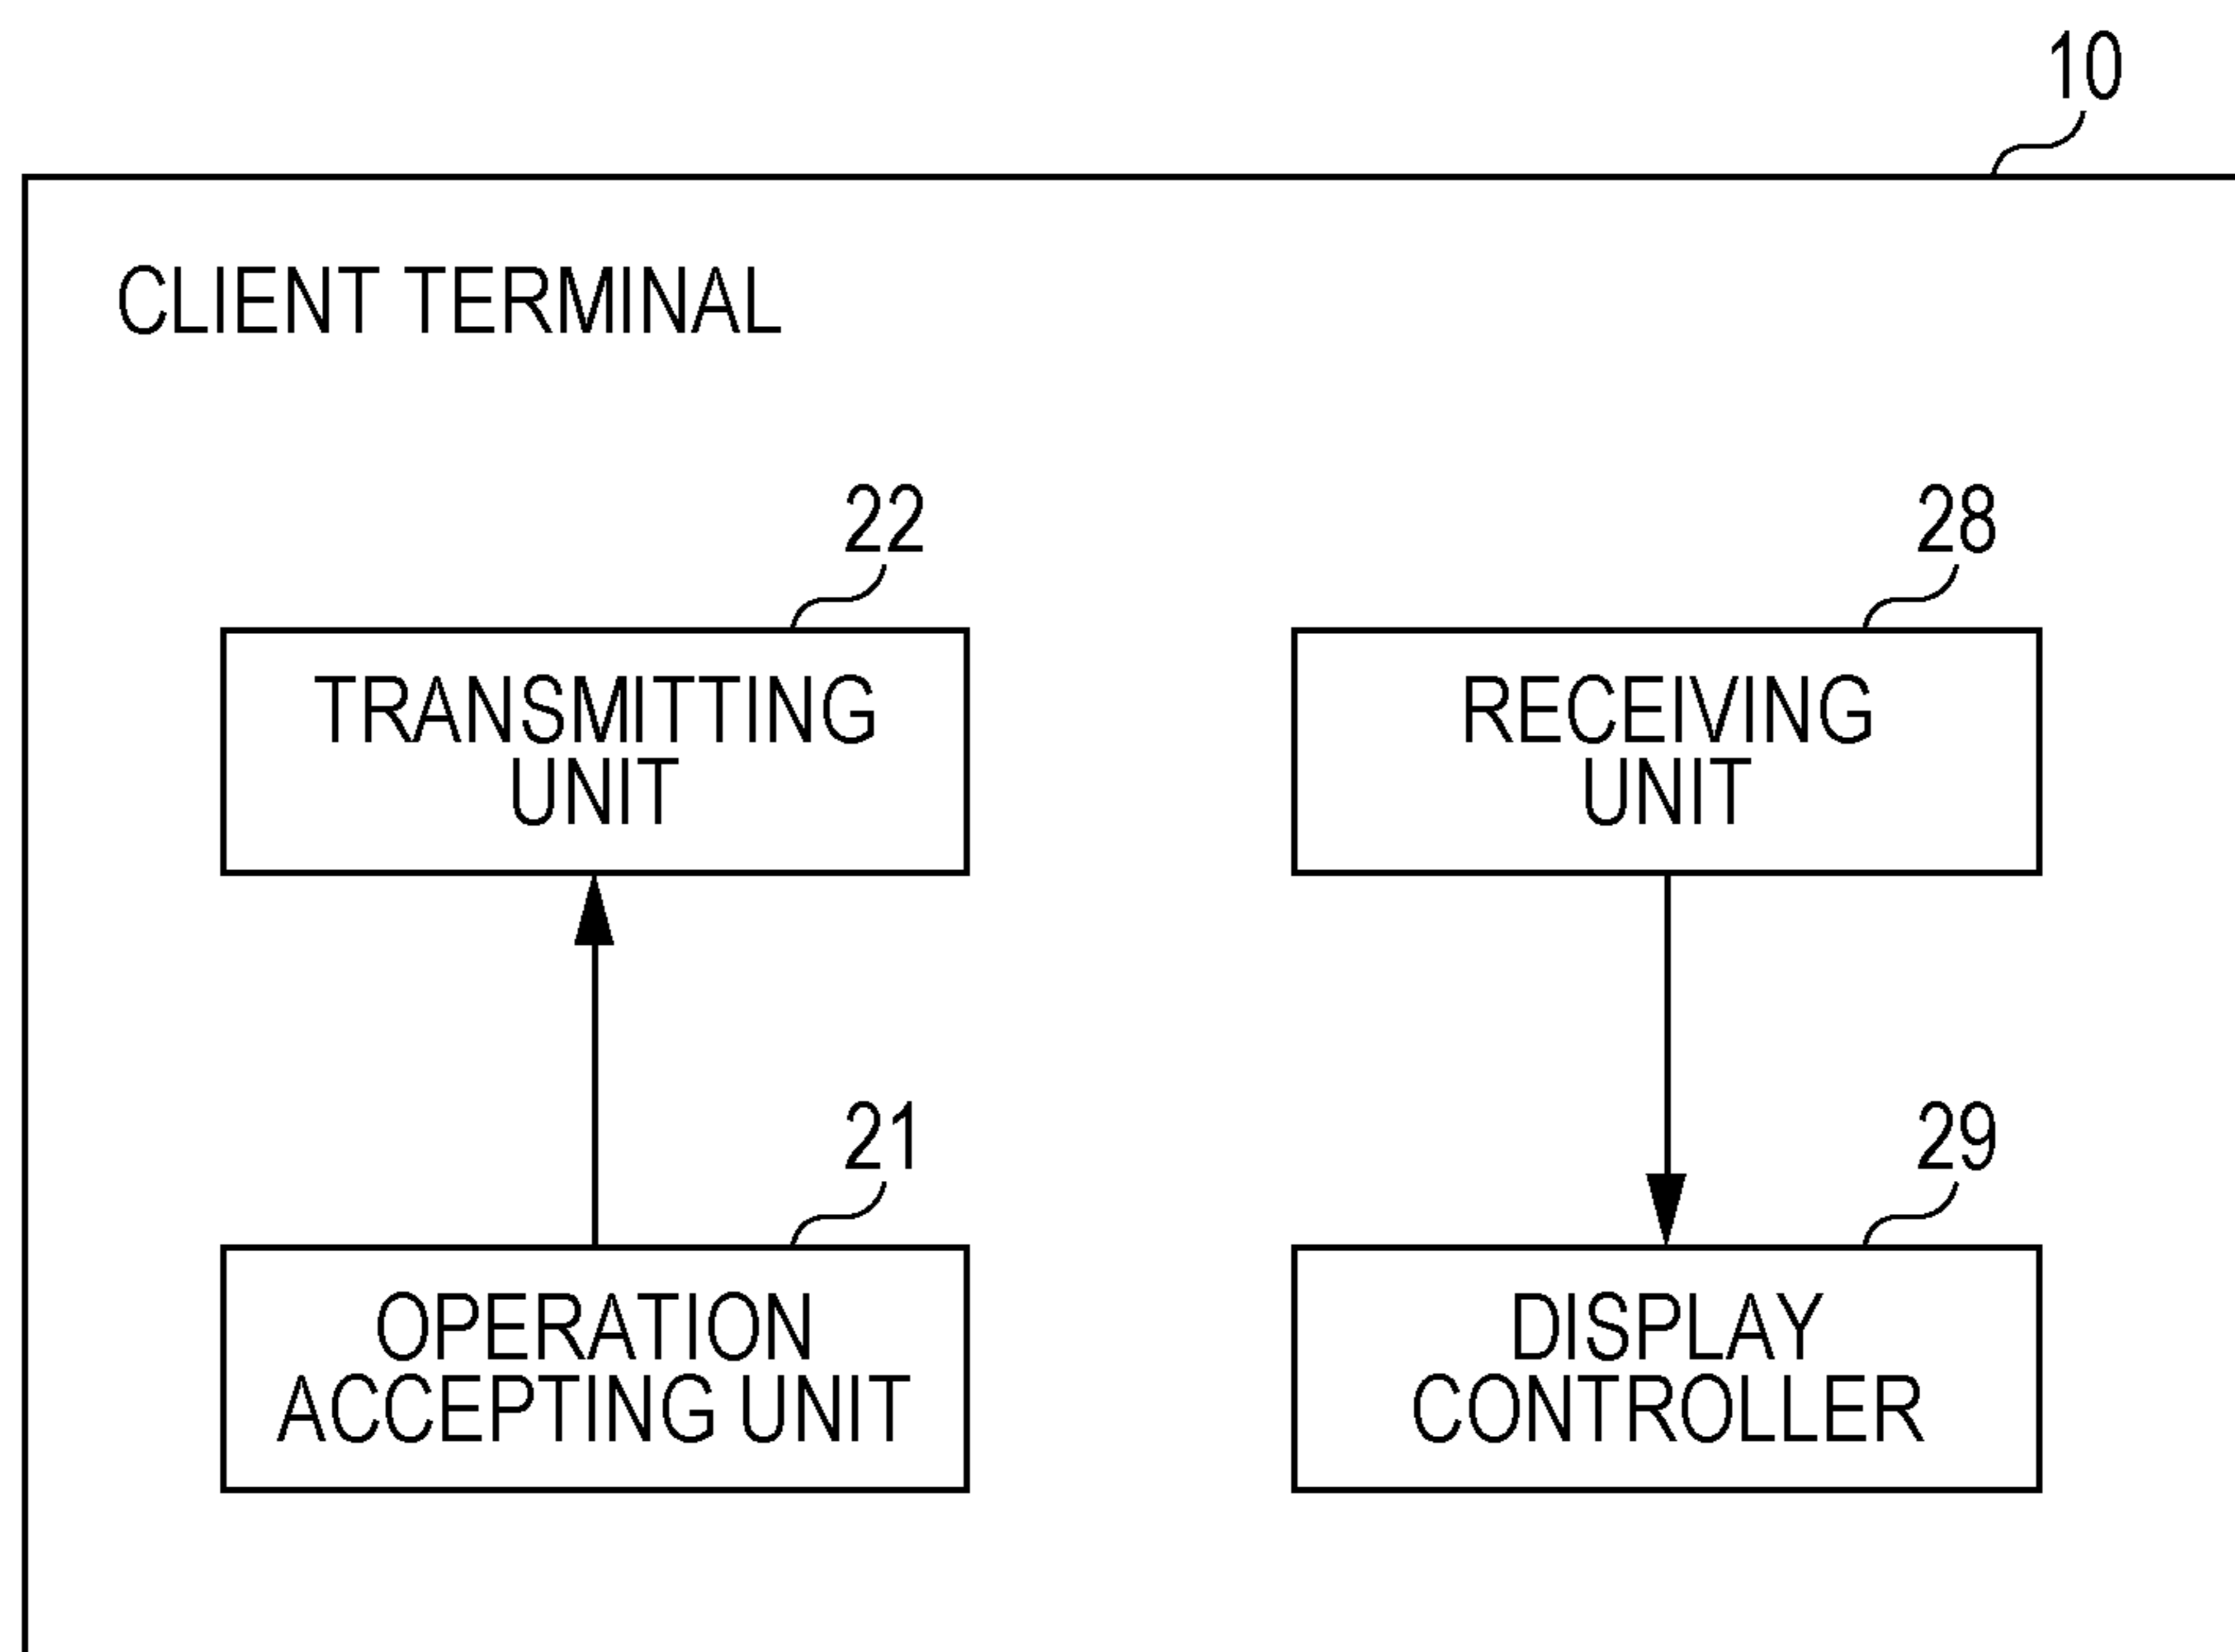 10
CLIENT TERMINAL
22
TRANSMITTING
UNIT
28
RECEIVING
UNIT
21
OPERATION
ACCEPTING UNIT
29
DISPLAY
CONTROLLER